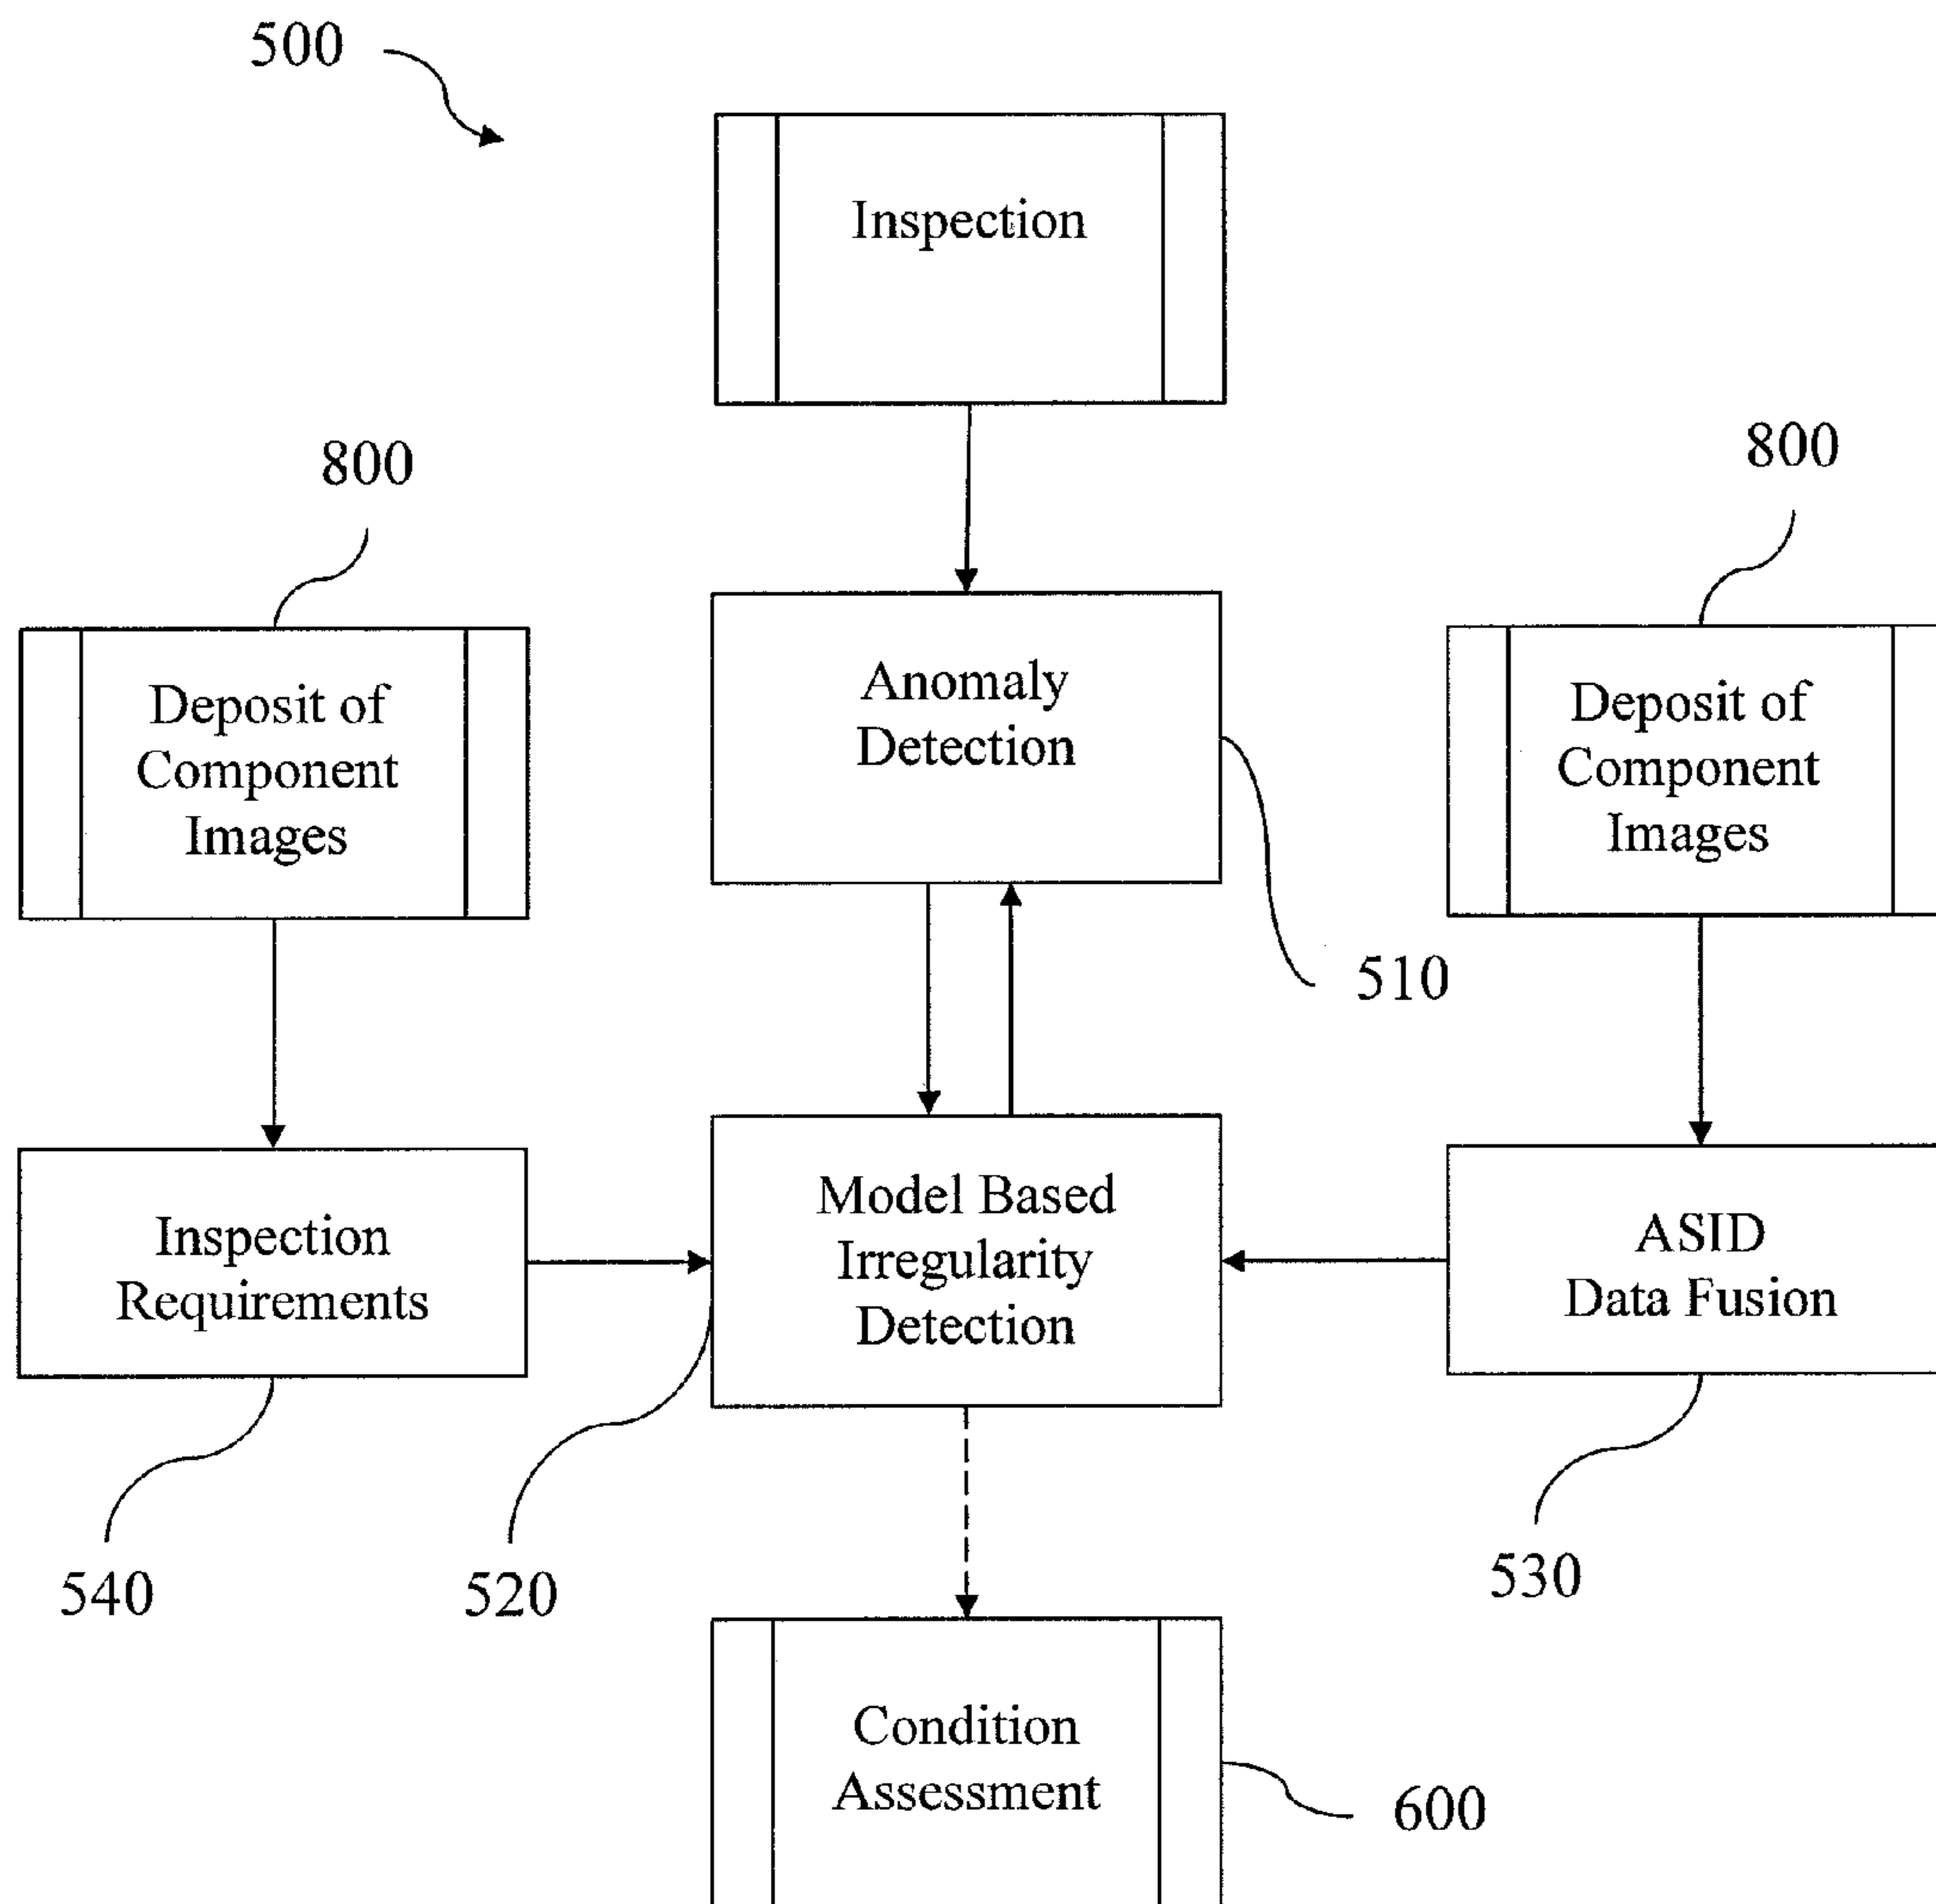 500
Inspection
800
800
Deposit of
Component
Images
Anomaly
Detection
Deposit of
Component
Images
510
Inspection
Requirements
Model Based
Irregularity
Detection
ASID
Data Fusion
540
520
530
Condition
Assessment
600